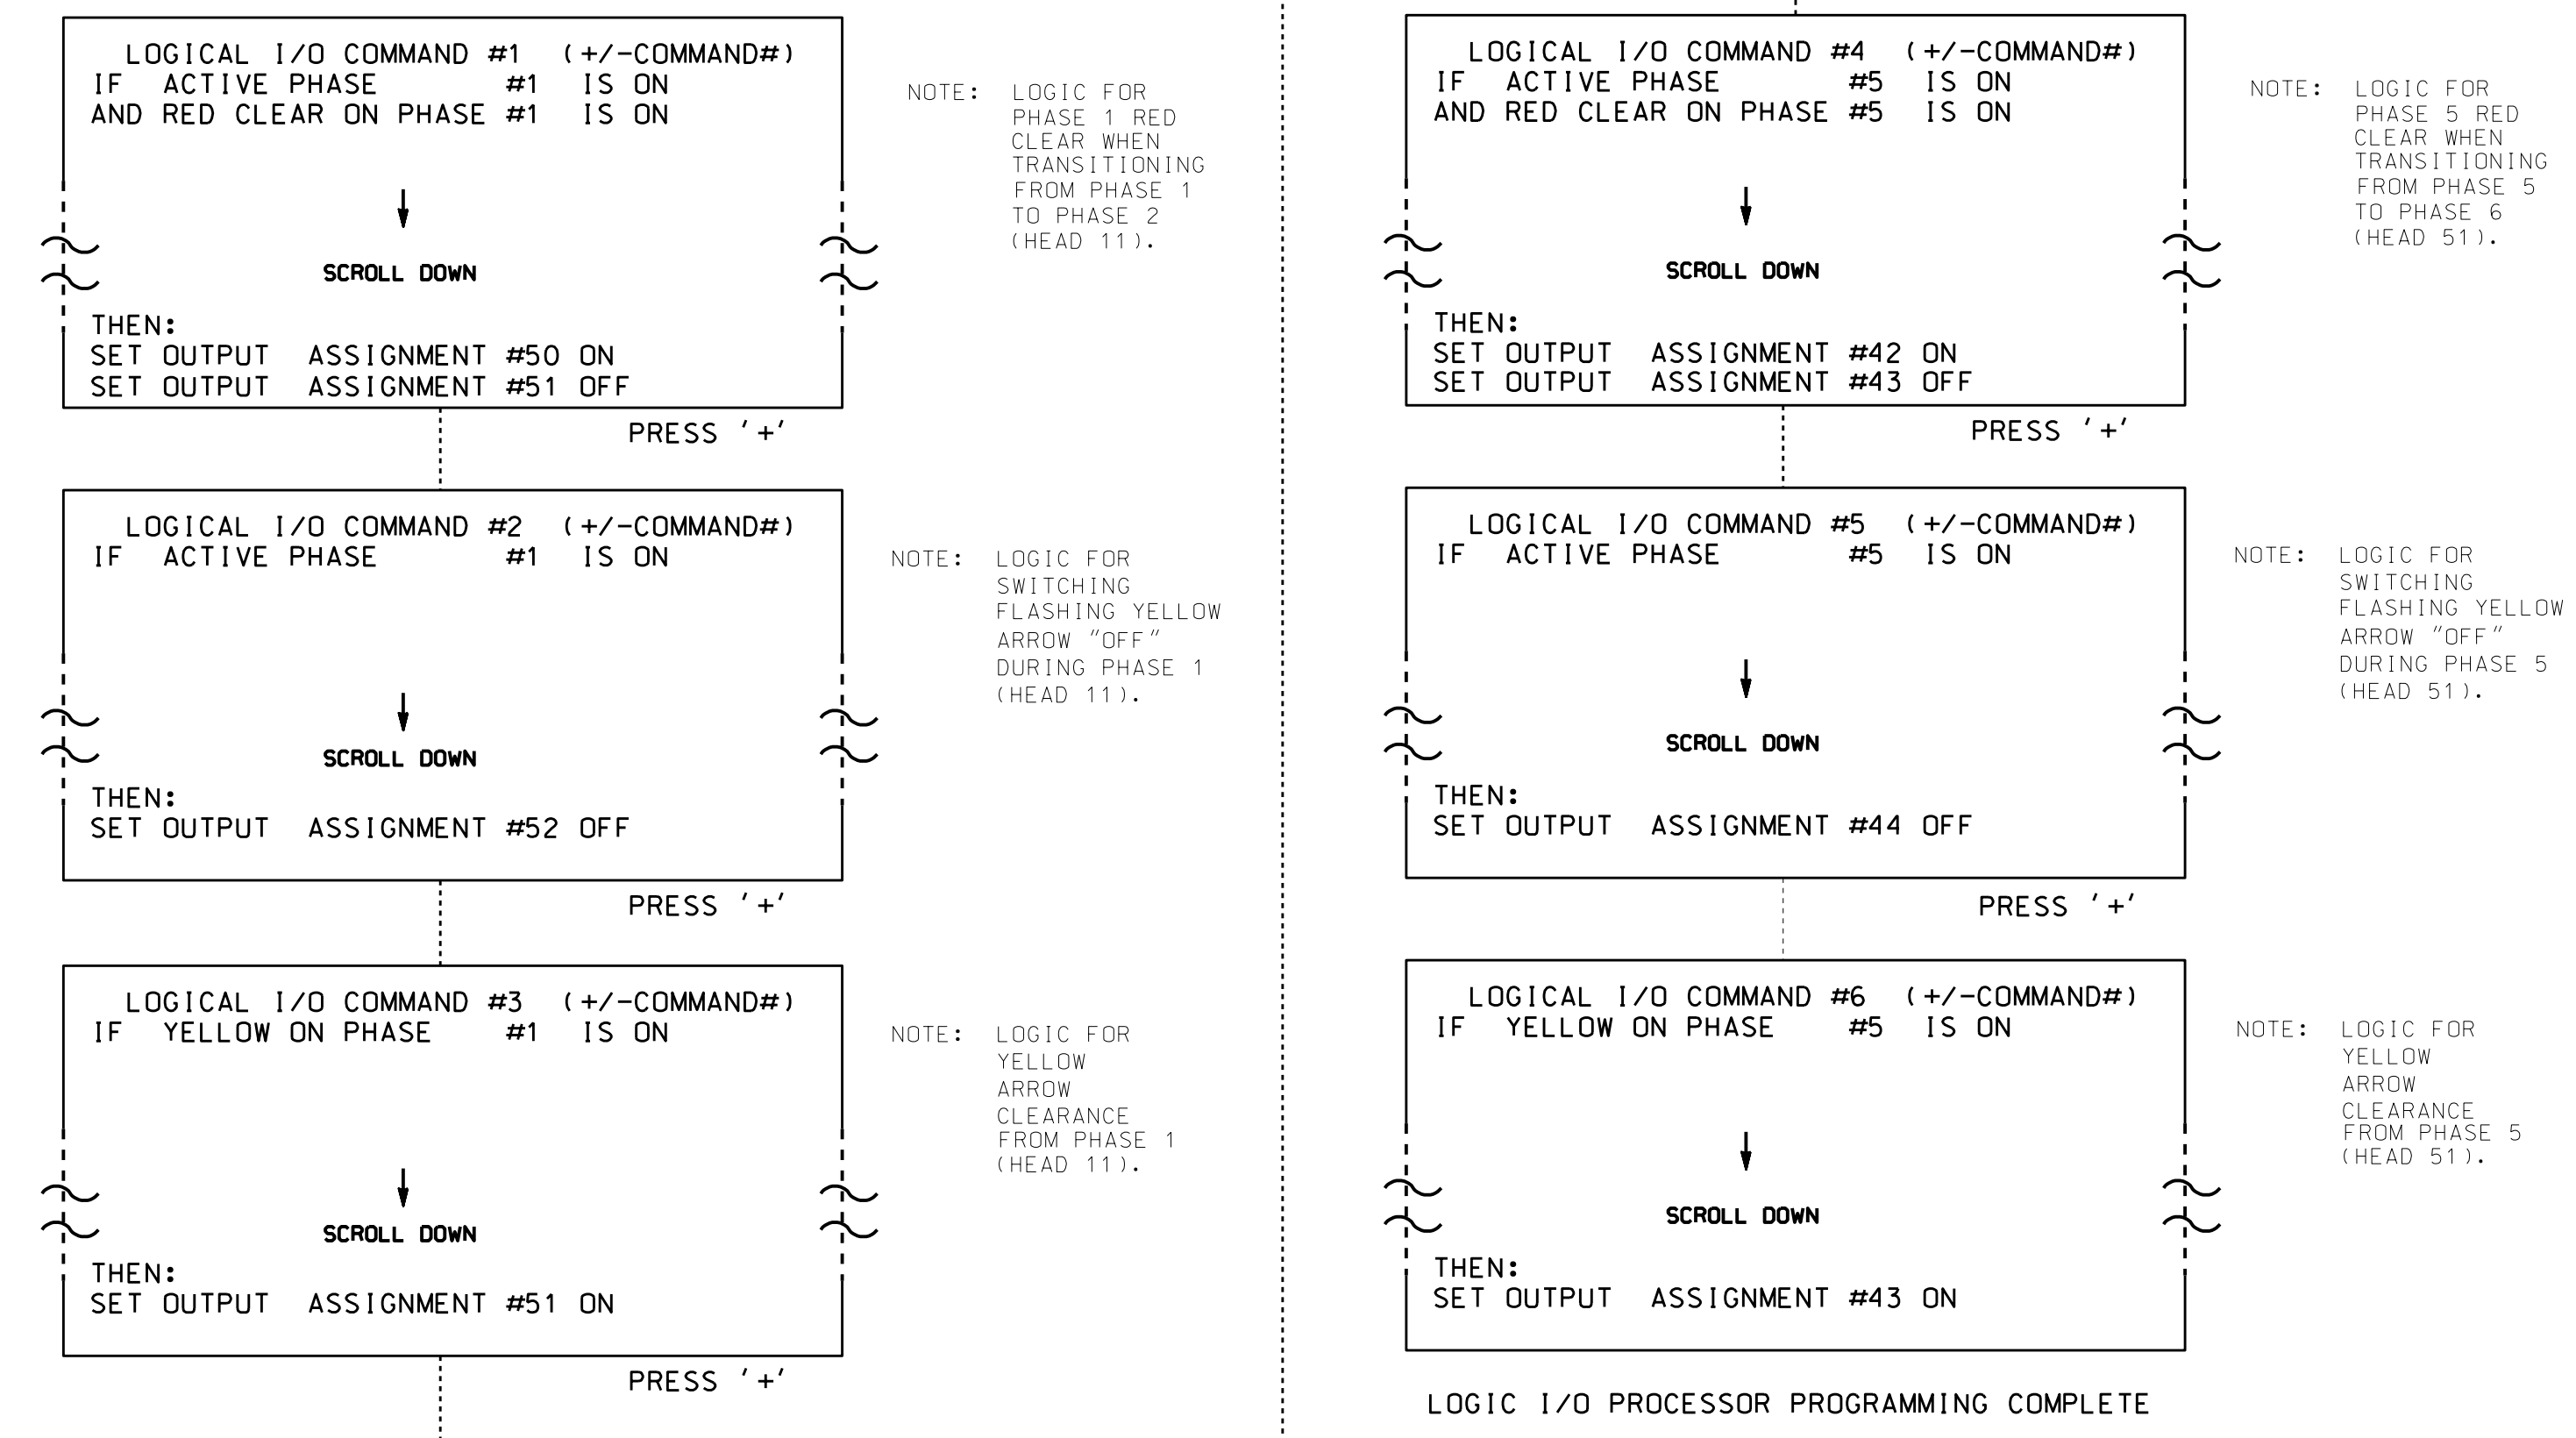 LOGICAL I/O COMMAND #1 (+/-COMMAND#)
IF ACTIVE PHASE #1 IS ON
AND RED CLEAR ON PHASE #1 IS ON
SCROLL DOWN
THEN:
SET OUTPUT ASSIGNMENT #50 ON
SET OUTPUT ASSIGNMENT #51 OFF
PRESS '+'
NOTE: LOGIC FOR
PHASE 1 RED
CLEAR WHEN
TRANSITIONING
FROM PHASE 1
TO PHASE 2
(HEAD 11).
LOGICAL I/O COMMAND #2 (+/-COMMAND#)
IF ACTIVE PHASE #1 IS ON
SCROLL DOWN
THEN:
SET OUTPUT ASSIGNMENT #52 OFF
PRESS '+'
NOTE: LOGIC FOR
SWITCHING
FLASHING YELLOW
ARROW "OFF"
DURING PHASE 1
(HEAD 11).
LOGICAL I/O COMMAND #3 (+/-COMMAND#)
IF YELLOW ON PHASE #1 IS ON
SCROLL DOWN
THEN:
SET OUTPUT ASSIGNMENT #51 ON
PRESS '+'
NOTE: LOGIC FOR
YELLOW
ARROW
CLEARANCE
FROM PHASE 1
(HEAD 11).
LOGICAL I/O COMMAND #4 (+/-COMMAND#)
IF ACTIVE PHASE #5 IS ON
AND RED CLEAR ON PHASE #5 IS ON
SCROLL DOWN
THEN:
SET OUTPUT ASSIGNMENT #42 ON
SET OUTPUT ASSIGNMENT #43 OFF
PRESS '+'
NOTE: LOGIC FOR
PHASE 5 RED
CLEAR WHEN
TRANSITIONING
FROM PHASE 5
TO PHASE 6
(HEAD 51).
LOGICAL I/O COMMAND #5 (+/-COMMAND#)
IF ACTIVE PHASE #5 IS ON
SCROLL DOWN
THEN:
SET OUTPUT ASSIGNMENT #44 OFF
PRESS '+'
NOTE: LOGIC FOR
SWITCHING
FLASHING YELLOW
ARROW "OFF"
DURING PHASE 5
(HEAD 51).
LOGICAL I/O COMMAND #6 (+/-COMMAND#)
IF YELLOW ON PHASE #5 IS ON
SCROLL DOWN
THEN:
SET OUTPUT ASSIGNMENT #43 ON
NOTE: LOGIC FOR
YELLOW
ARROW
CLEARANCE
FROM PHASE 5
(HEAD 51).
LOGIC I/O PROCESSOR PROGRAMMING COMPLETE